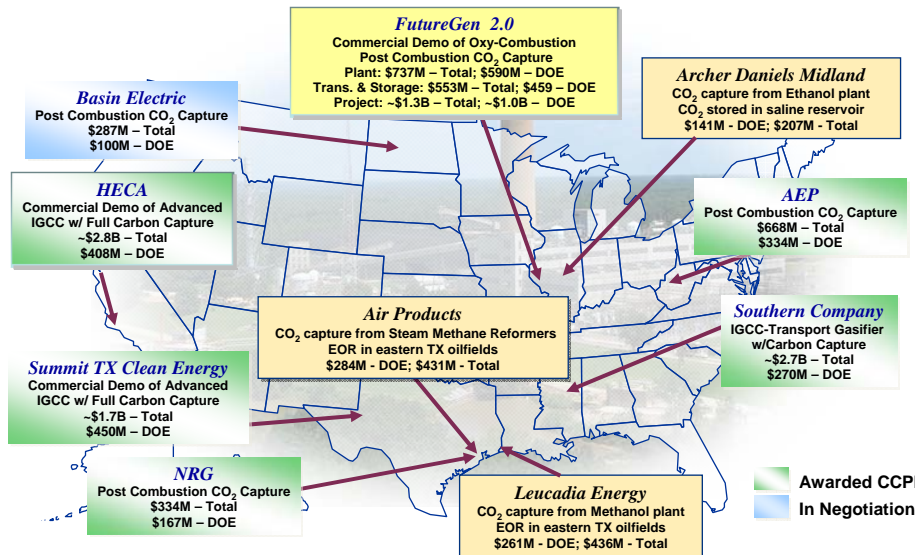 FutureGen 2.0
Commercial Demo of Oxy-Combustion
Post Combustion CO2 Capture
Plant: $737M – Total; $590M – DOE
Trans. & Storage: $553M – Total; $459 – DOE
Project: ~$1.3B – Total; ~$1.0B – DOE
Archer Daniels Midland
CO2 capture from Ethanol plant
CO2 stored in saline reservoir
$141M - DOE; $207M - Total
Basin Electric
Post Combustion CO2 Capture
$287M – Total
$100M – DOE
HECA
Commercial Demo of Advanced
IGCC w/ Full Carbon Capture
~$2.8B – Total
$408M – DOE
AEP
Post Combustion CO2 Capture
$668M – Total
$334M – DOE
Air Products
CO2 capture from Steam Methane Reformers
EOR in eastern TX oilfields
$284M - DOE; $431M - Total
Southern Company
IGCC-Transport Gasifier
w/Carbon Capture
~$2.7B – Total
$270M – DOE
Summit TX Clean Energy
Commercial Demo of Advanced
IGCC w/ Full Carbon Capture
~$1.7B – Total
$450M – DOE
NRG
Post Combustion CO2 Capture
$334M – Total
$167M – DOE
Leucadia Energy
CO2 capture from Methanol plant
EOR in eastern TX oilfields
$261M - DOE; $436M - Total
Awarded CCP
In Negotiation